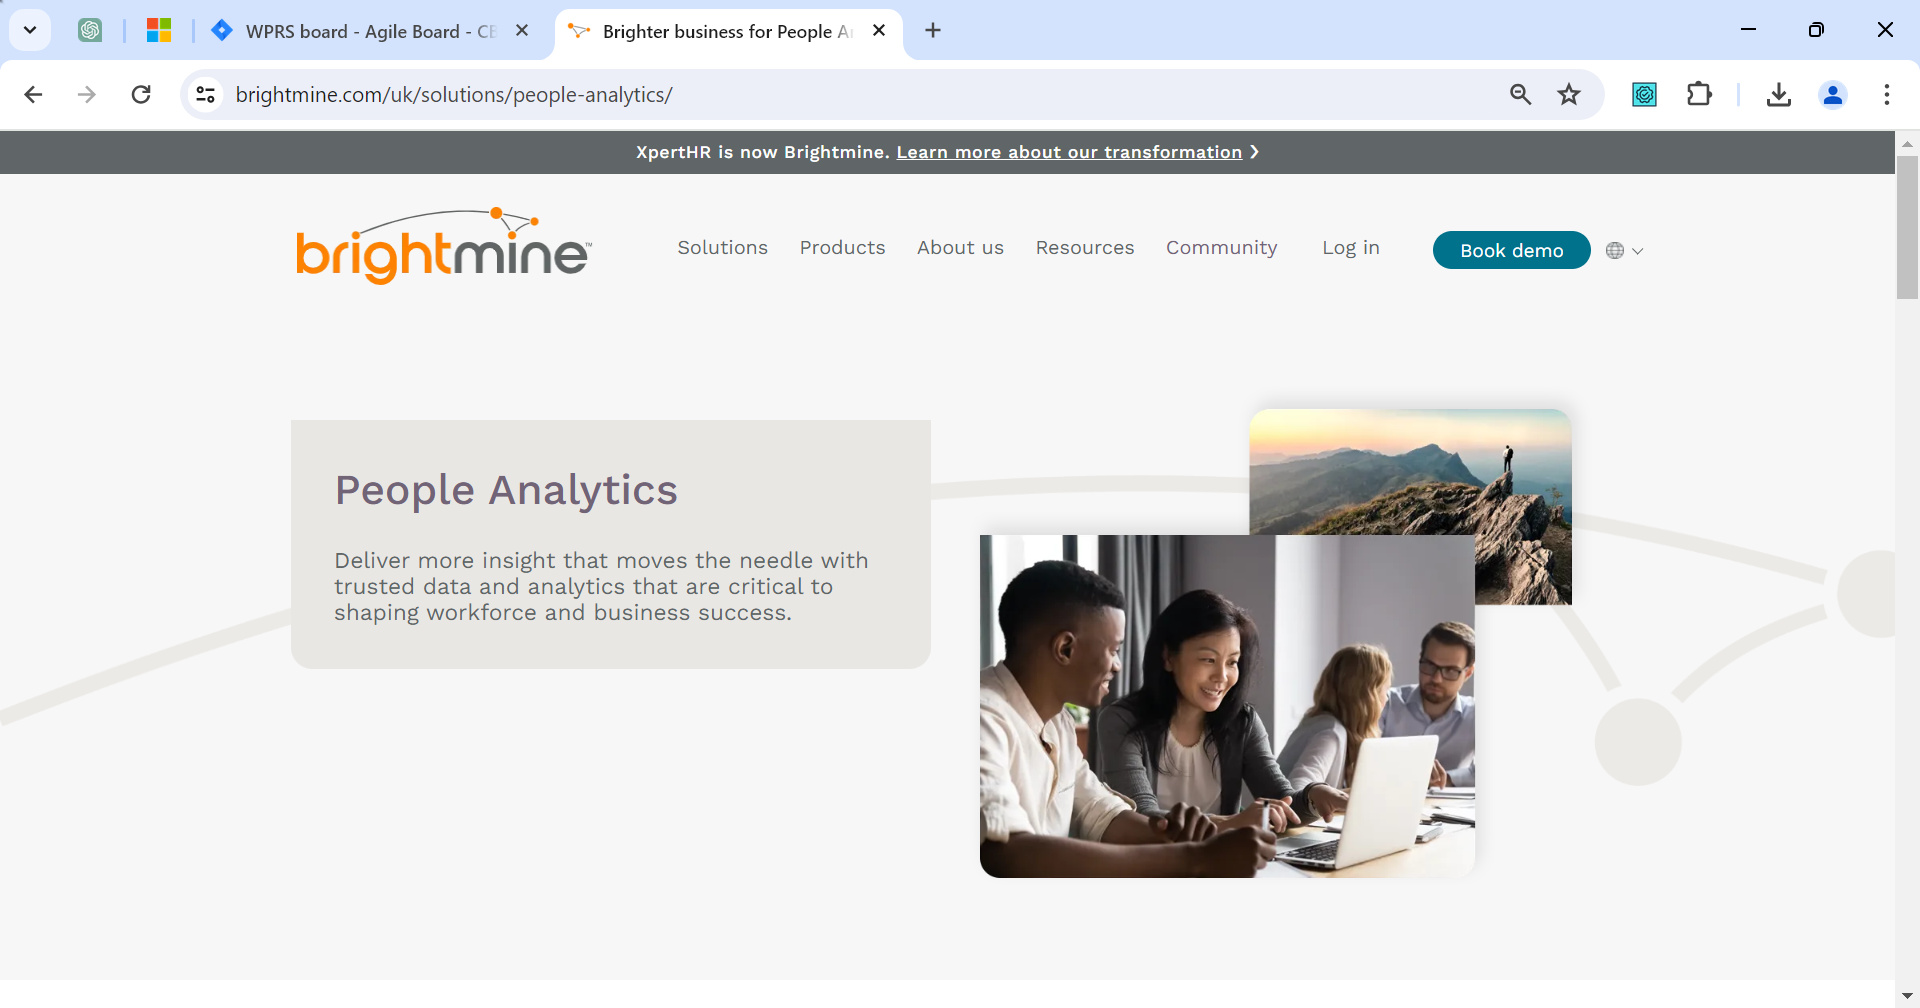 WPRS board - Agile Board - CE
Brighter business for People A
brightmine.com/uk/solutions/people-analytics/
XpertHR is now Brightmine. Learn more about our transformation ❯
brightmine™
Solutions Products About us Resources Community Log in Book demo
People Analytics
Deliver more insight that moves the needle with
trusted data and analytics that are critical to
shaping workforce and business success.